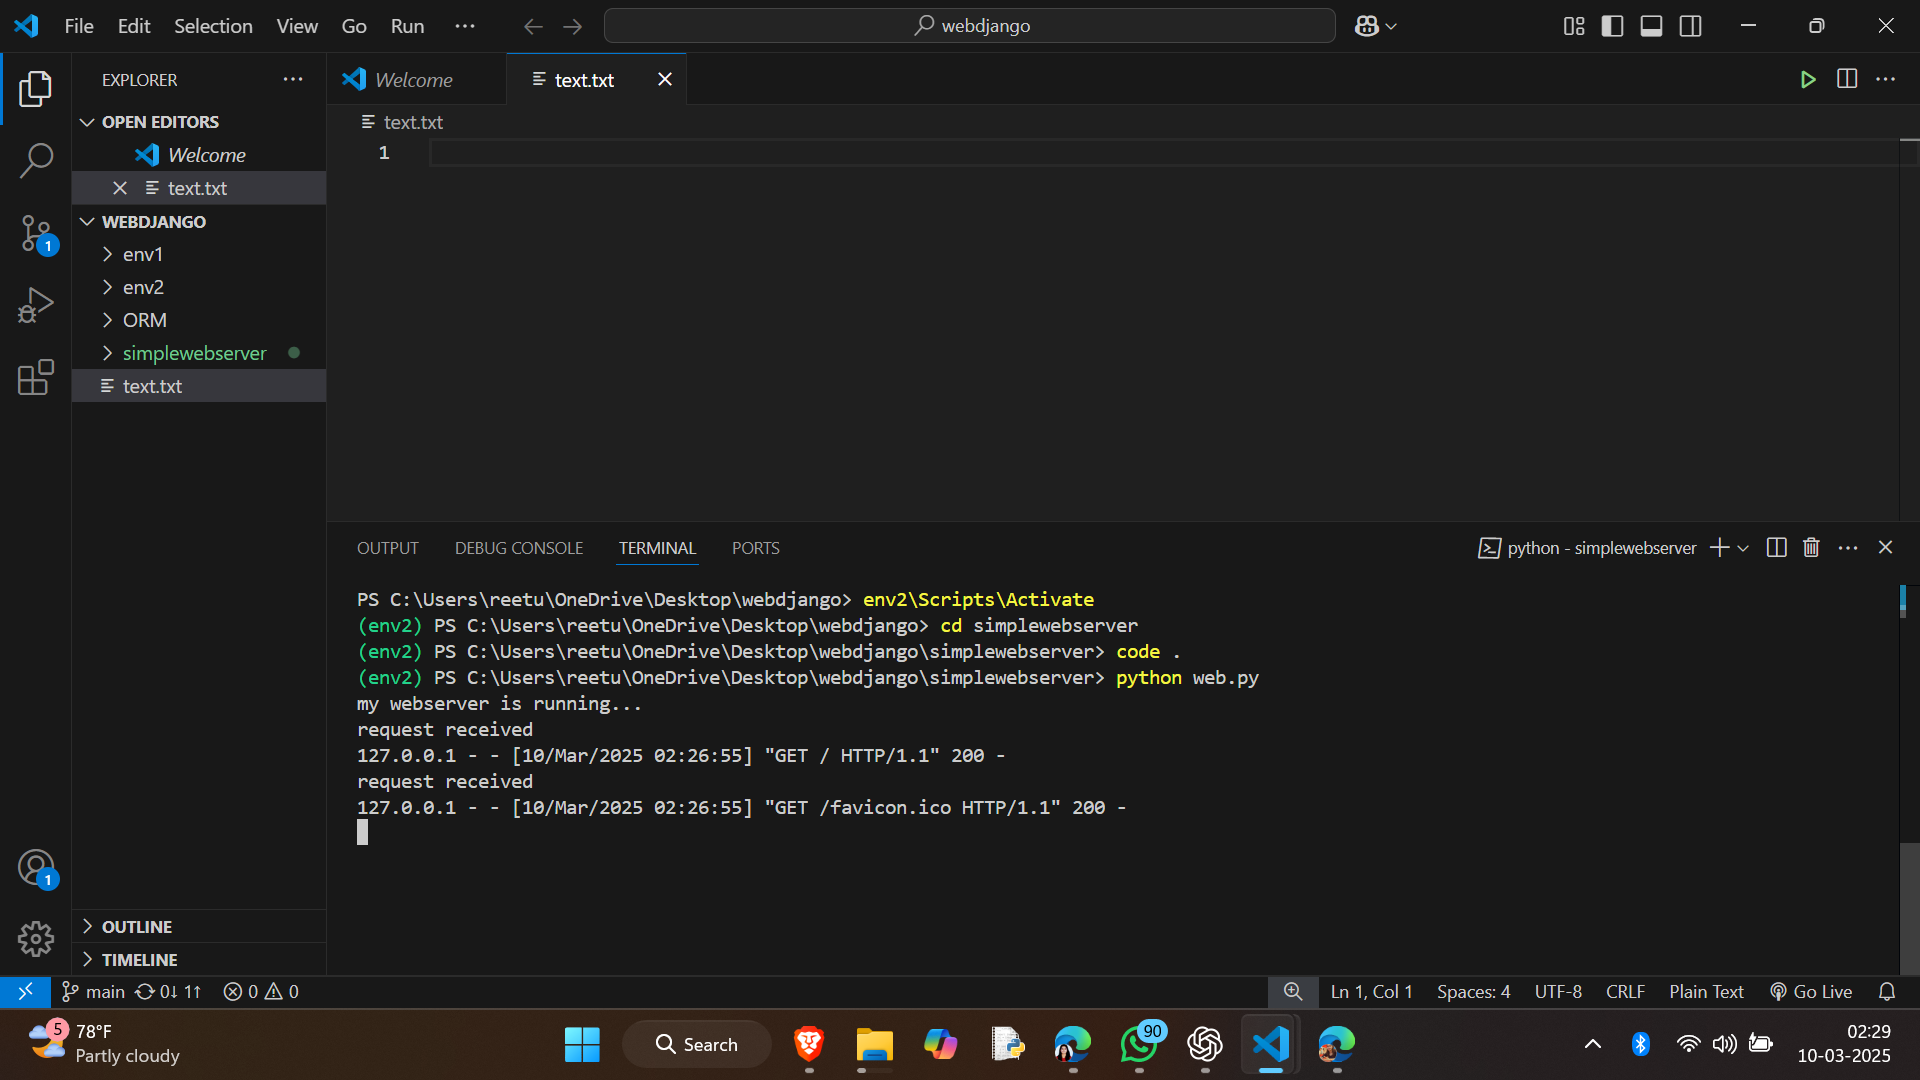 File Edit Selection View Go Run ··· webdjango
EXPLORER ···
OPEN EDITORS
Welcome
text.txt
WEBDJANGO
env1
env2
ORM
simplewebserver
text.txt
OUTLINE
TIMELINE
1
1
Welcome text.txt
text.txt
1
OUTPUT DEBUG CONSOLE TERMINAL PORTS python - simplewebserver
PS C:\Users\reetu\OneDrive\Desktop\webdjango> env2\Scripts\Activate
(env2) PS C:\Users\reetu\OneDrive\Desktop\webdjango> cd simplewebserver
(env2) PS C:\Users\reetu\OneDrive\Desktop\webdjango\simplewebserver> code .
(env2) PS C:\Users\reetu\OneDrive\Desktop\webdjango\simplewebserver> python web.py
my webserver is running...
request received
127.0.0.1 - - [10/Mar/2025 02:26:55] "GET / HTTP/1.1" 200 -
request received
127.0.0.1 - - [10/Mar/2025 02:26:55] "GET /favicon.ico HTTP/1.1" 200 -
main 0↓ 1↑ 0 0 Ln 1, Col 1 Spaces: 4 UTF-8 CRLF Plain Text Go Live
5 78°F
Partly cloudy
Search
90
02:29
10-03-2025